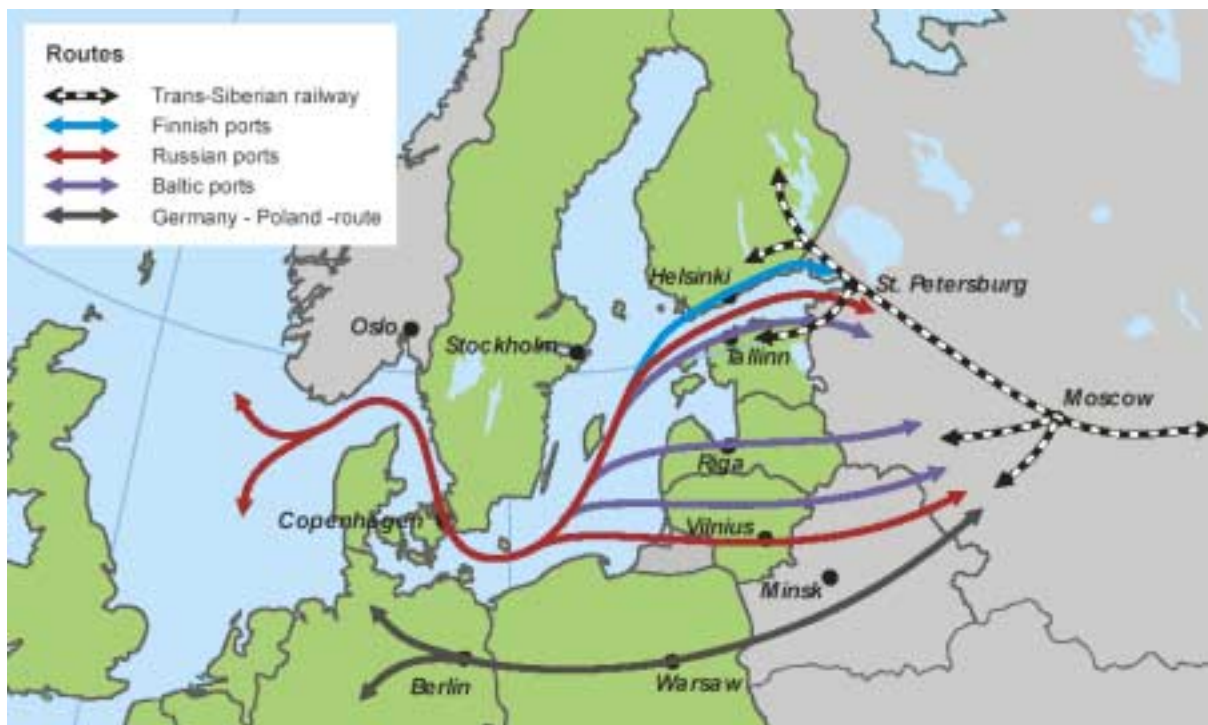 Routes
Trans-Siberian railway
Finnish ports
Russian ports
Baltic ports
Germany - Poland -route
Helsinki
St. Petersburg
Oslo
Stockholm
Tallinn
Moscow
Riga
Copenhagen
Vilnius
Minsk
Berlin
Warsaw